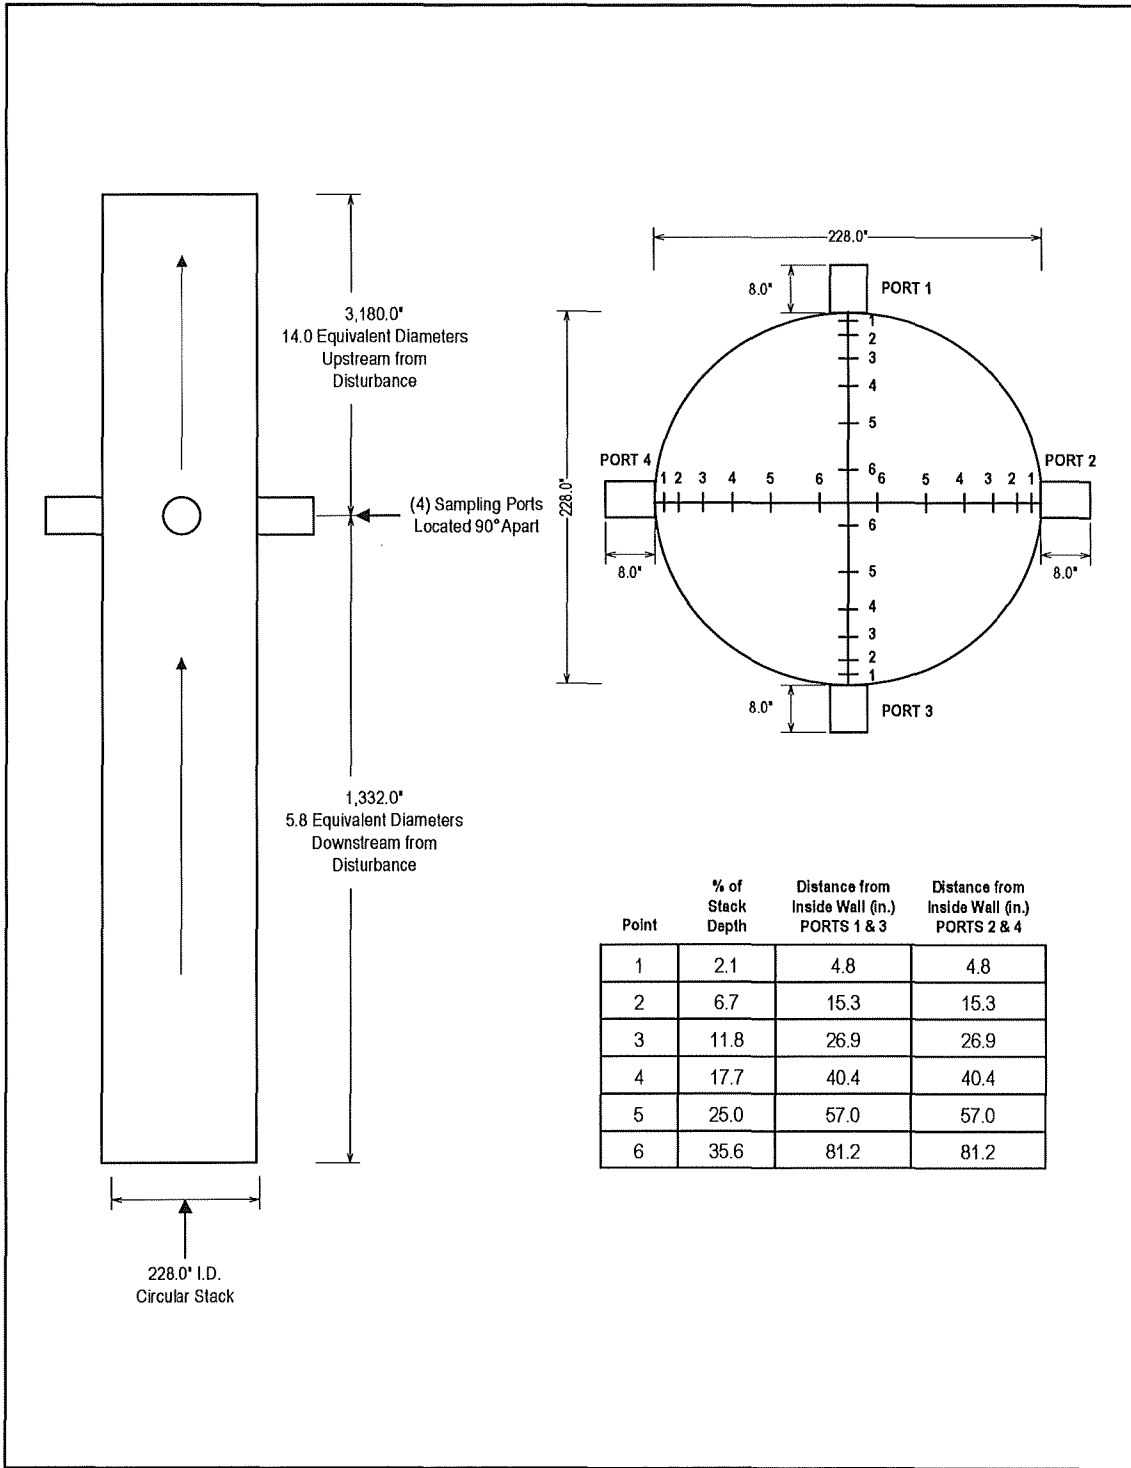 3,180.0"
14.0 Equivalent Diameters
Upstream from
Disturbance
(4) Sampling Ports
Located 90° Apart
1,332.0"
5.8 Equivalent Diameters
Downstream from
Disturbance
228.0" I.D.
Circular Stack
228.0"
8.0"
PORT 1
1
2
3
4
5
6
228.0"
PORT 4
1 2 3 4 5 6 6 5 4 3 2 1
PORT 2
8.0"
8.0"
6
5
4
3
2
1
8.0"
PORT 3
Point
% of
Stack
Depth
Distance from
Inside Wall (in.)
PORTS 1 & 3
Distance from
Inside Wall (in.)
PORTS 2 & 4
1 2.1 4.8 4.8
2 6.7 15.3 15.3
3 11.8 26.9 26.9
4 17.7 40.4 40.4
5 25.0 57.0 57.0
6 35.6 81.2 81.2